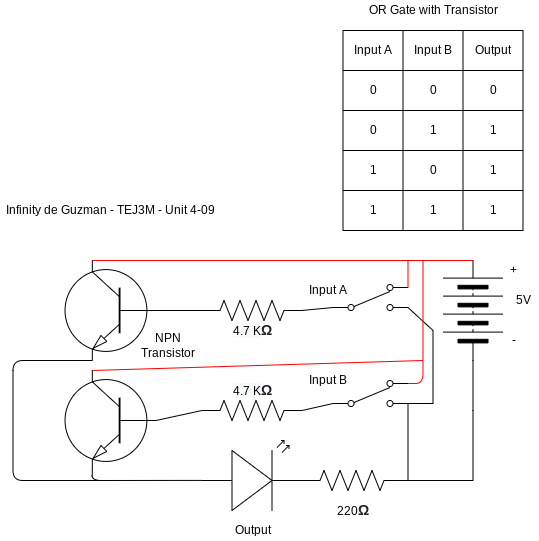 OR Gate with Transistor
Input A Input B Output
0 0 0
0 1 1
1 0 1
1 1 1
Infinity de Guzman - TEJ3M - Unit 4-09
+
Input A
5V
4.7 KΩ
NPN
Transistor
-
Input B
4.7 KΩ
220Ω
Output